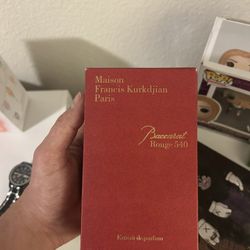 Maison
Francis Kurkdjian
Paris
Baccarat
Rouge 540
Extrait de parfum